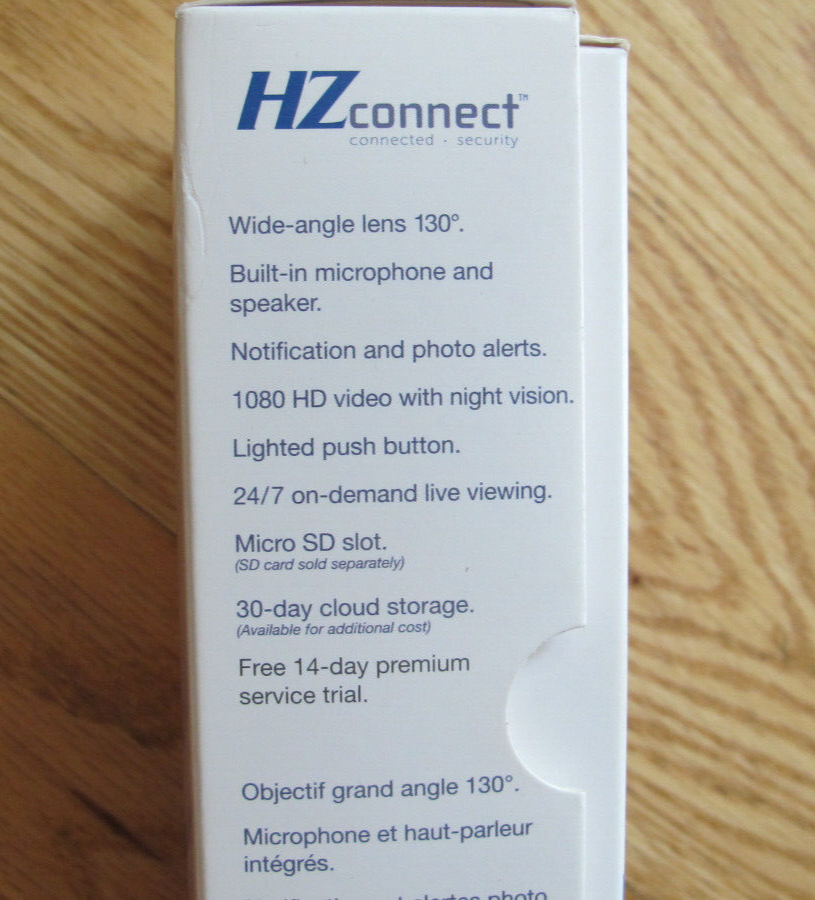 HZconnect™
connected · security
Wide-angle lens 130°.
Built-in microphone and
speaker.
Notification and photo alerts.
1080 HD video with night vision.
Lighted push button.
24/7 on-demand live viewing.
Micro SD slot.
(SD card sold separately)
30-day cloud storage.
(Available for additional cost)
Free 14-day premium
service trial.
Objectif grand angle 130°.
Microphone et haut-parleur
intégrés.
photo